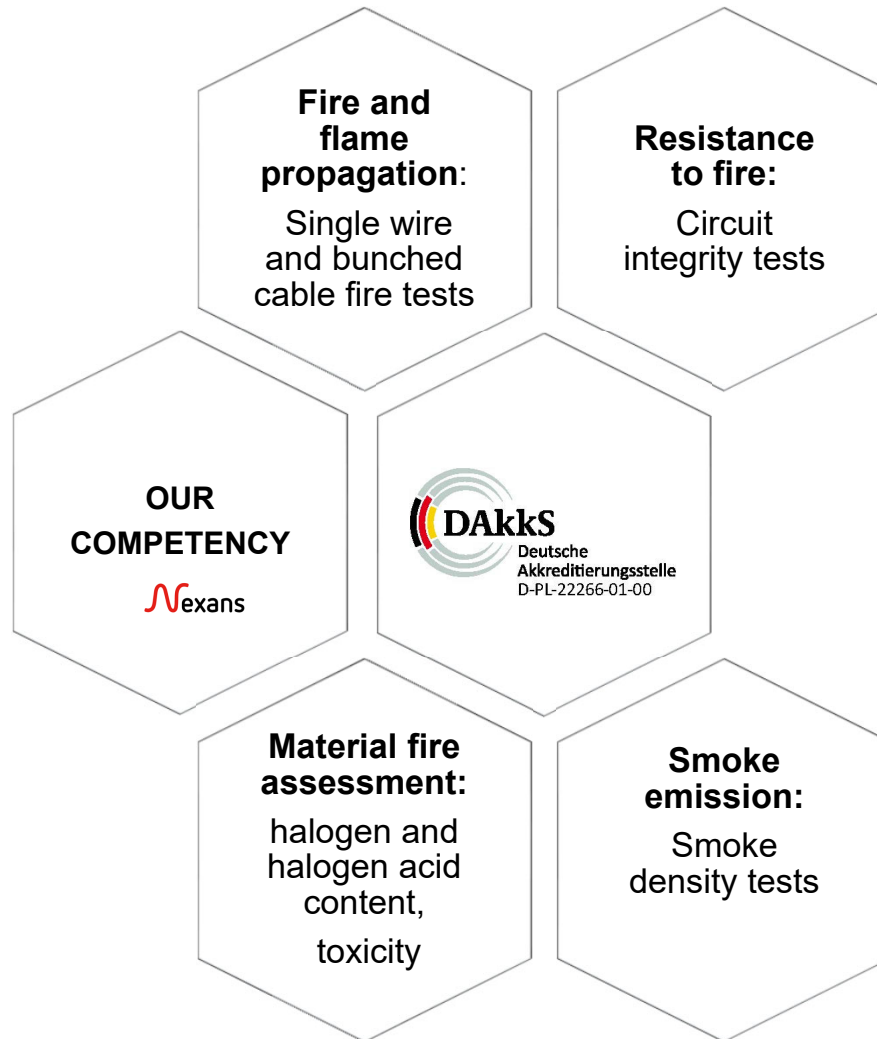 Fire and
flame
propagation:
Single wire
and bunched
cable fire tests
Resistance
to fire:
Circuit
integrity tests
OUR
COMPETENCY
Nexans
DAkkS
Deutsche
Akkreditierungsstelle
D-PL-22266-01-00
Material fire
assessment:
halogen and
halogen acid
content,
toxicity
Smoke
emission:
Smoke
density tests